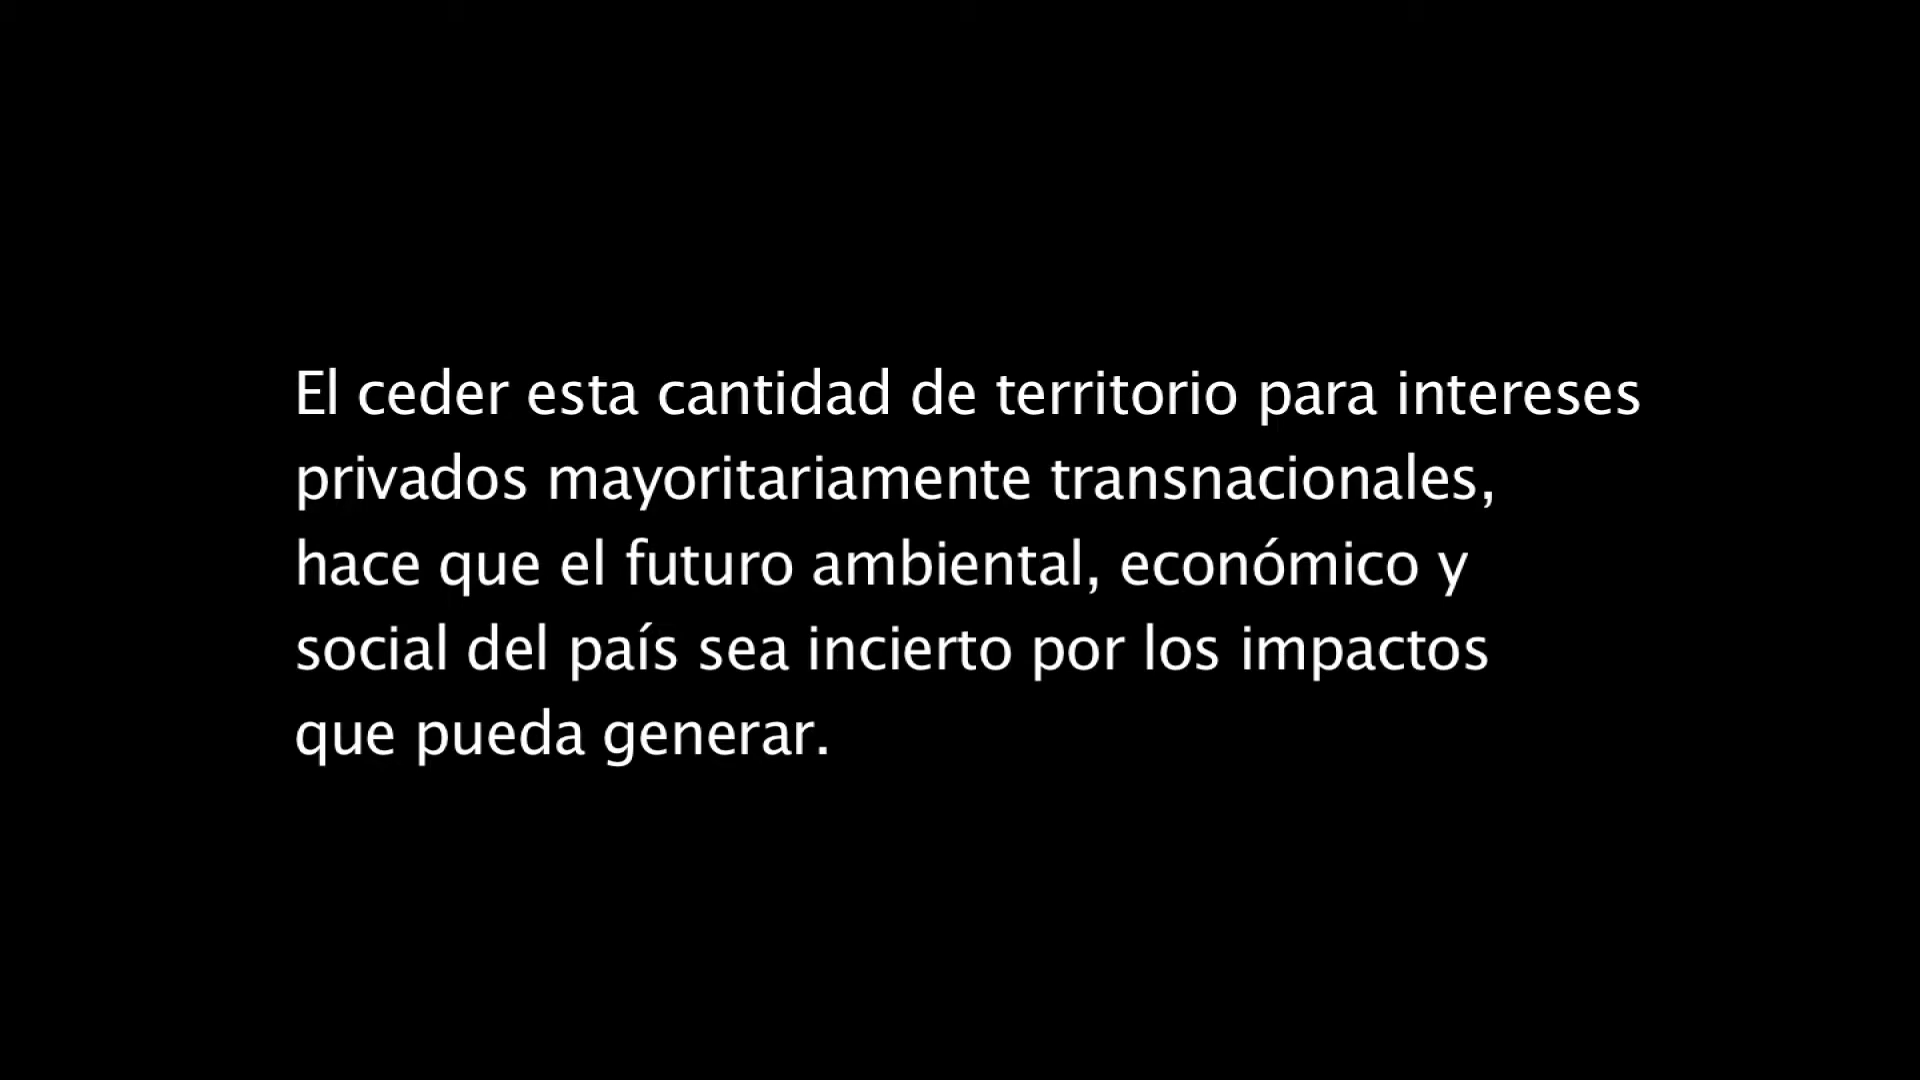 El ceder esta cantidad de territorio para intereses
privados mayoritariamente transnacionales,
hace que el futuro ambiental, económico y
social del país sea incierto por los impactos
que pueda generar.